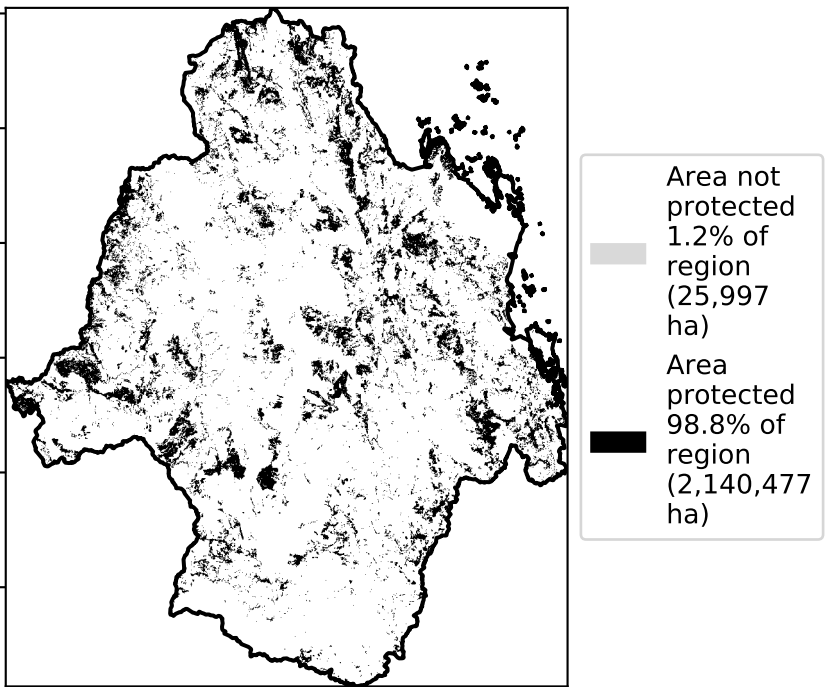 Area not
protected
1.2% of
region
(25,997
ha)
Area
protected
98.8% of
region
(2,140,477
ha)